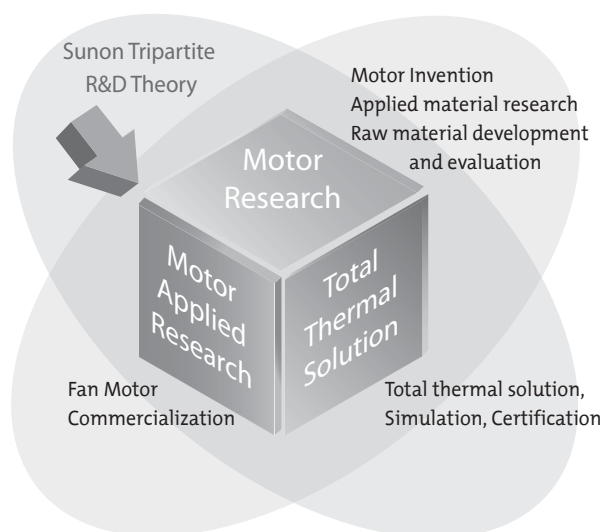 Sunon Tripartite
R&D Theory
Motor Invention
Applied material research
Raw material development
and evaluation
Motor
Research
Motor
Applied
Research
Total
Thermal
Solution
Fan Motor
Commercialization
Total thermal solution,
Simulation, Certification